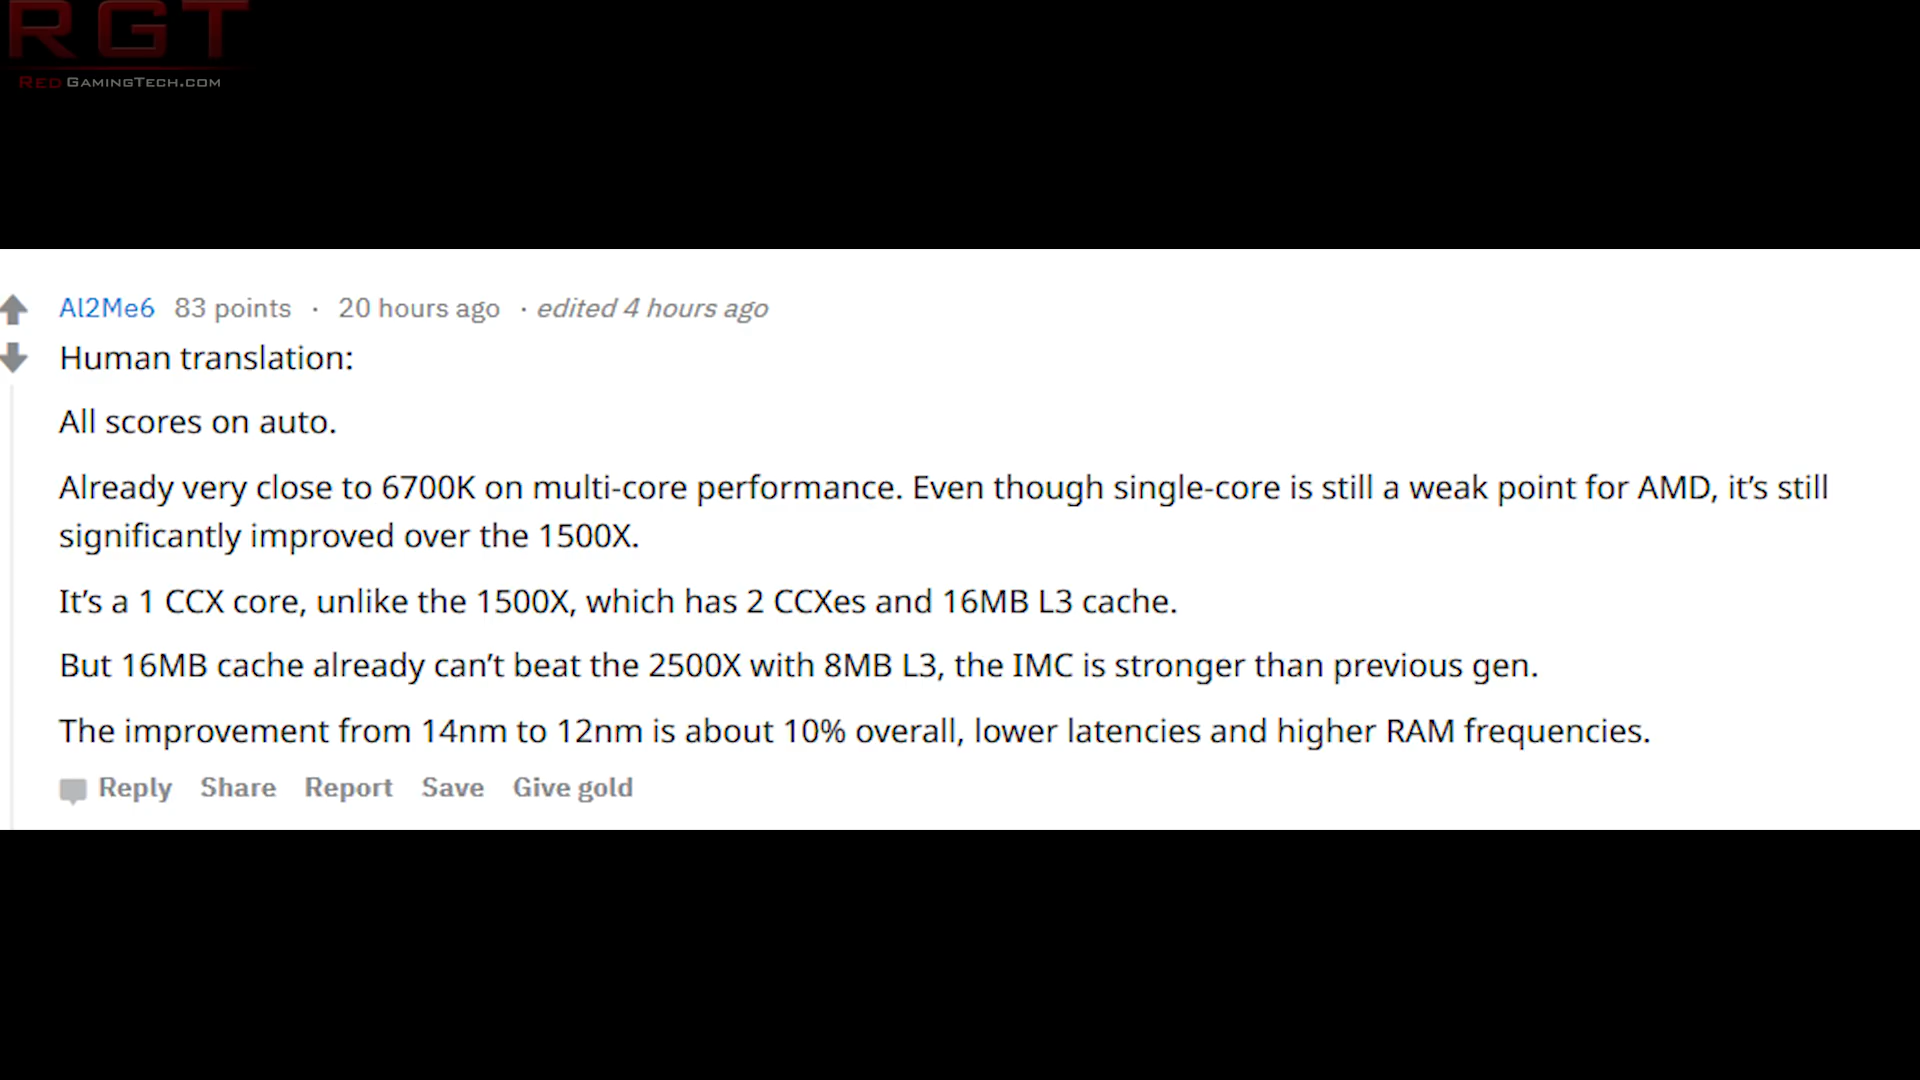 RGT
RED GAMINGTECH.COM
Al2Me6 83 points · 20 hours ago · edited 4 hours ago
Human translation:
All scores on auto.
Already very close to 6700K on multi-core performance. Even though single-core is still a weak point for AMD, it's still
significantly improved over the 1500X.
It's a 1 CCX core, unlike the 1500X, which has 2 CCXes and 16MB L3 cache.
But 16MB cache already can't beat the 2500X with 8MB L3, the IMC is stronger than previous gen.
The improvement from 14nm to 12nm is about 10% overall, lower latencies and higher RAM frequencies.
Reply Share Report Save Give gold